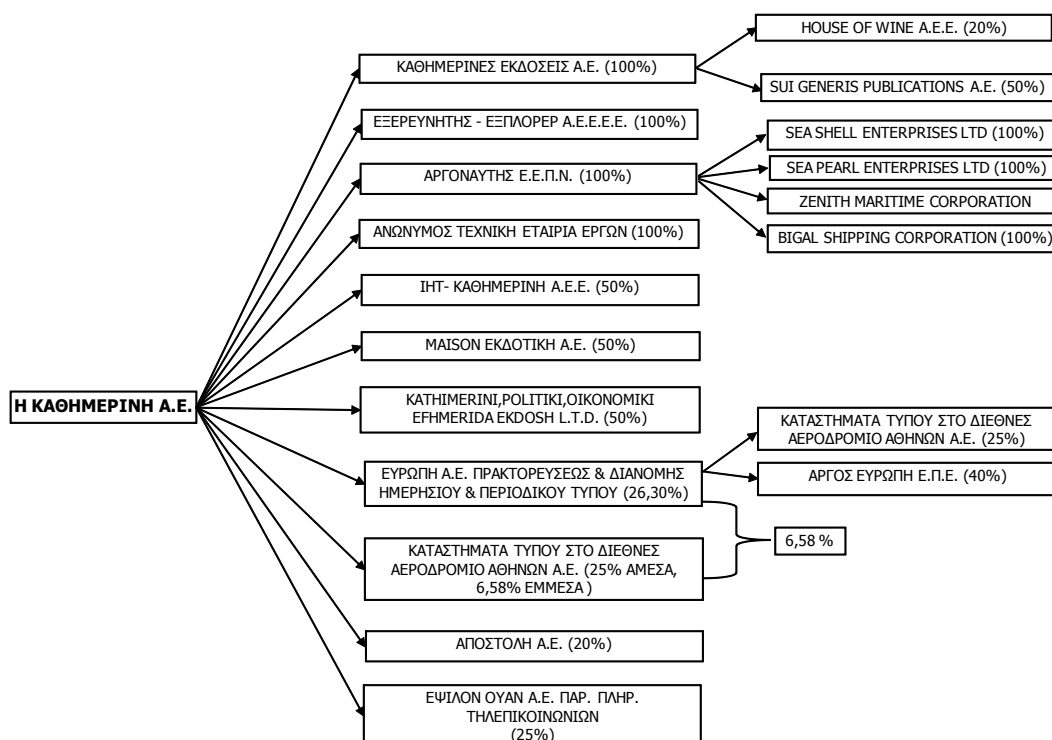 HOUSE OF WINE Α.Ε.Ε. (20%)
ΚΑΘΗΜΕΡΙΝΕΣ ΕΚΔΟΣΕΙΣ Α.Ε. (100%)
SUI GENERIS PUBLICATIONS Α.Ε. (50%)
ΕΞΕΡΕΥΝΗΤΗΣ - ΕΞΠΛΟΡΕΡ Α.Ε.Ε.Ε.Ε. (100%)
SEA SHELL ENTERPRISES LTD (100%)
SEA PEARL ENTERPRISES LTD (100%)
ΑΡΓΟΝΑΥΤΗΣ Ε.Ε.Π.Ν. (100%)
ZENITH MARITIME CORPORATION
BIGAL SHIPPING CORPORATION (100%)
ΑΝΩΝΥΜΟΣ ΤΕΧΝΙΚΗ ΕΤΑΙΡΙΑ ΕΡΓΩΝ (100%)
ΙΗΤ- ΚΑΘΗΜΕΡΙΝΗ Α.Ε.Ε. (50%)
MAISON ΕΚΔΟΤΙΚΗ Α.Ε. (50%)
Η ΚΑΘΗΜΕΡΙΝΗ Α.Ε.
KATHIMERINI,POLITIKI,OIKONOMIKI
EFHMERIDA EKDOSH L.T.D. (50%)
ΚΑΤΑΣΤΗΜΑΤΑ ΤΥΠΟΥ ΣΤΟ ΔΙΕΘΝΕΣ
ΑΕΡΟΔΡΟΜΙΟ ΑΘΗΝΩΝ Α.Ε. (25%)
ΕΥΡΩΠΗ Α.Ε. ΠΡΑΚΤΟΡΕΥΣΕΩΣ & ΔΙΑΝΟΜΗΣ
ΗΜΕΡΗΣΙΟΥ & ΠΕΡΙΟΔΙΚΟΥ ΤΥΠΟΥ (26,30%)
ΑΡΓΟΣ ΕΥΡΩΠΗ Ε.Π.Ε. (40%)
6,58 %
ΚΑΤΑΣΤΗΜΑΤΑ ΤΥΠΟΥ ΣΤΟ ΔΙΕΘΝΕΣ
ΑΕΡΟΔΡΟΜΙΟ ΑΘΗΝΩΝ Α.Ε. (25% ΑΜΕΣΑ,
6,58% ΕΜΜΕΣΑ )
ΑΠΟΣΤΟΛΗ Α.Ε. (20%)
ΕΨΙΛΟΝ ΟΥΑΝ Α.Ε. ΠΑΡ. ΠΛΗΡ.
ΤΗΛΕΠΙΚΟΙΝΩΝΙΩΝ
(25%)